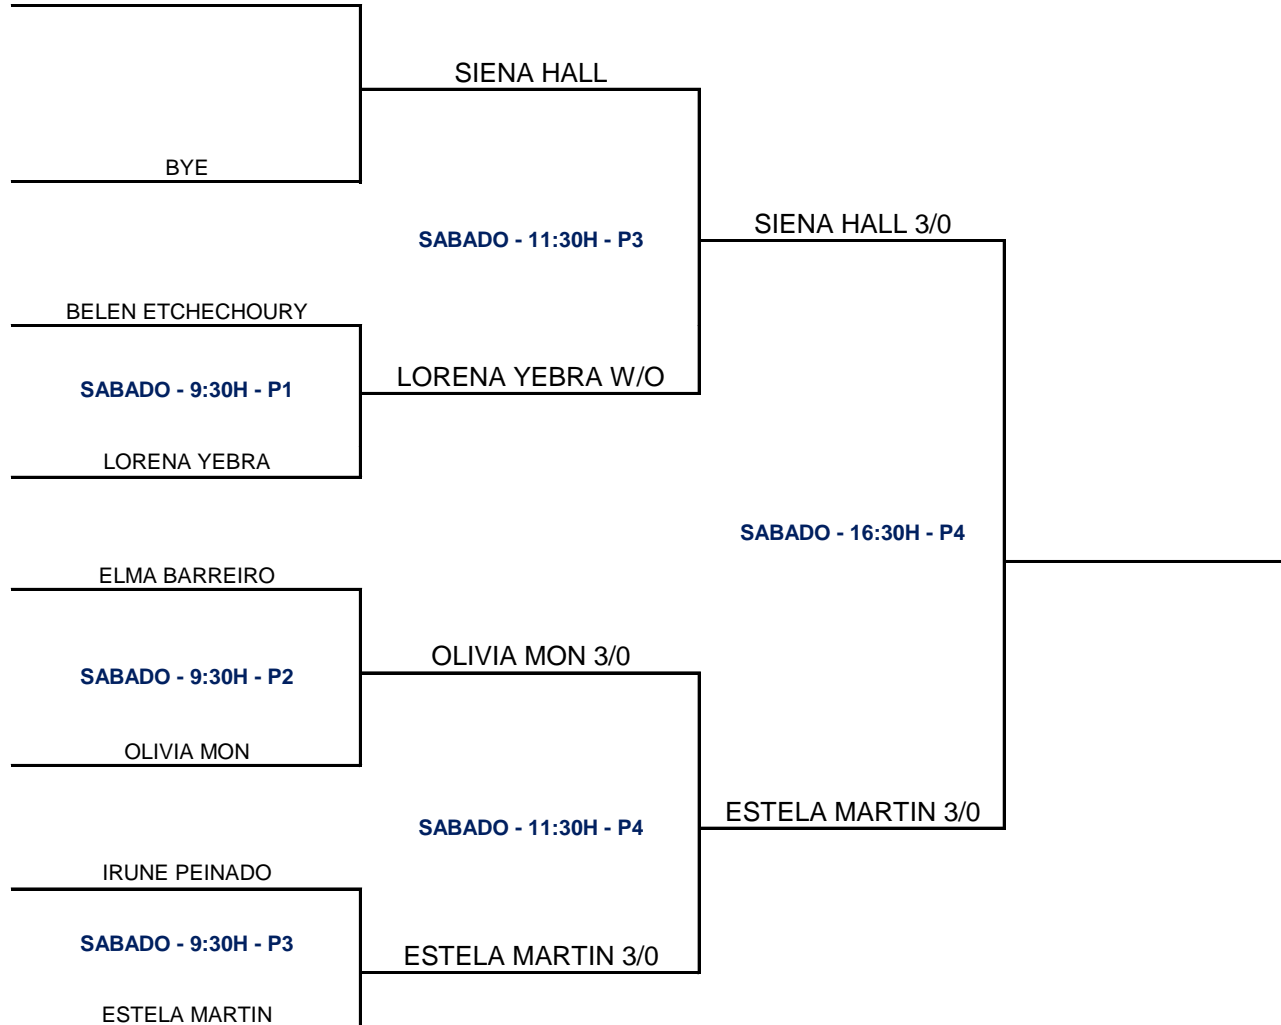 SIENA HALL
BYE
SABADO - 11:30H - P3
SIENA HALL 3/0
BELEN ETCHECHOURY
SABADO - 9:30H - P1
LORENA YEBRA W/O
LORENA YEBRA
SABADO - 16:30H - P4
ELMA BARREIRO
SABADO - 9:30H - P2
OLIVIA MON 3/0
OLIVIA MON
SABADO - 11:30H - P4
ESTELA MARTIN 3/0
IRUNE PEINADO
SABADO - 9:30H - P3
ESTELA MARTIN 3/0
ESTELA MARTIN